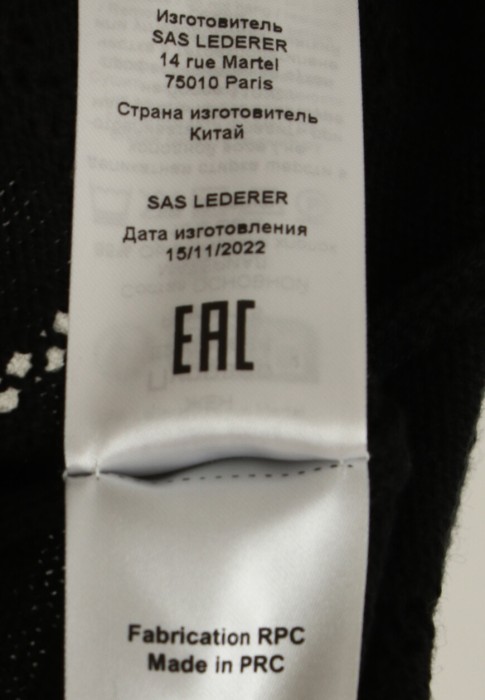 Изготовитель
SAS LEDERER
14 rue Martel
75010 Paris
Страна изготовитель
Китай
SAS LEDERER
Дата изготовления
15/11/2022
EAC
Fabrication RPC
Made in PRC